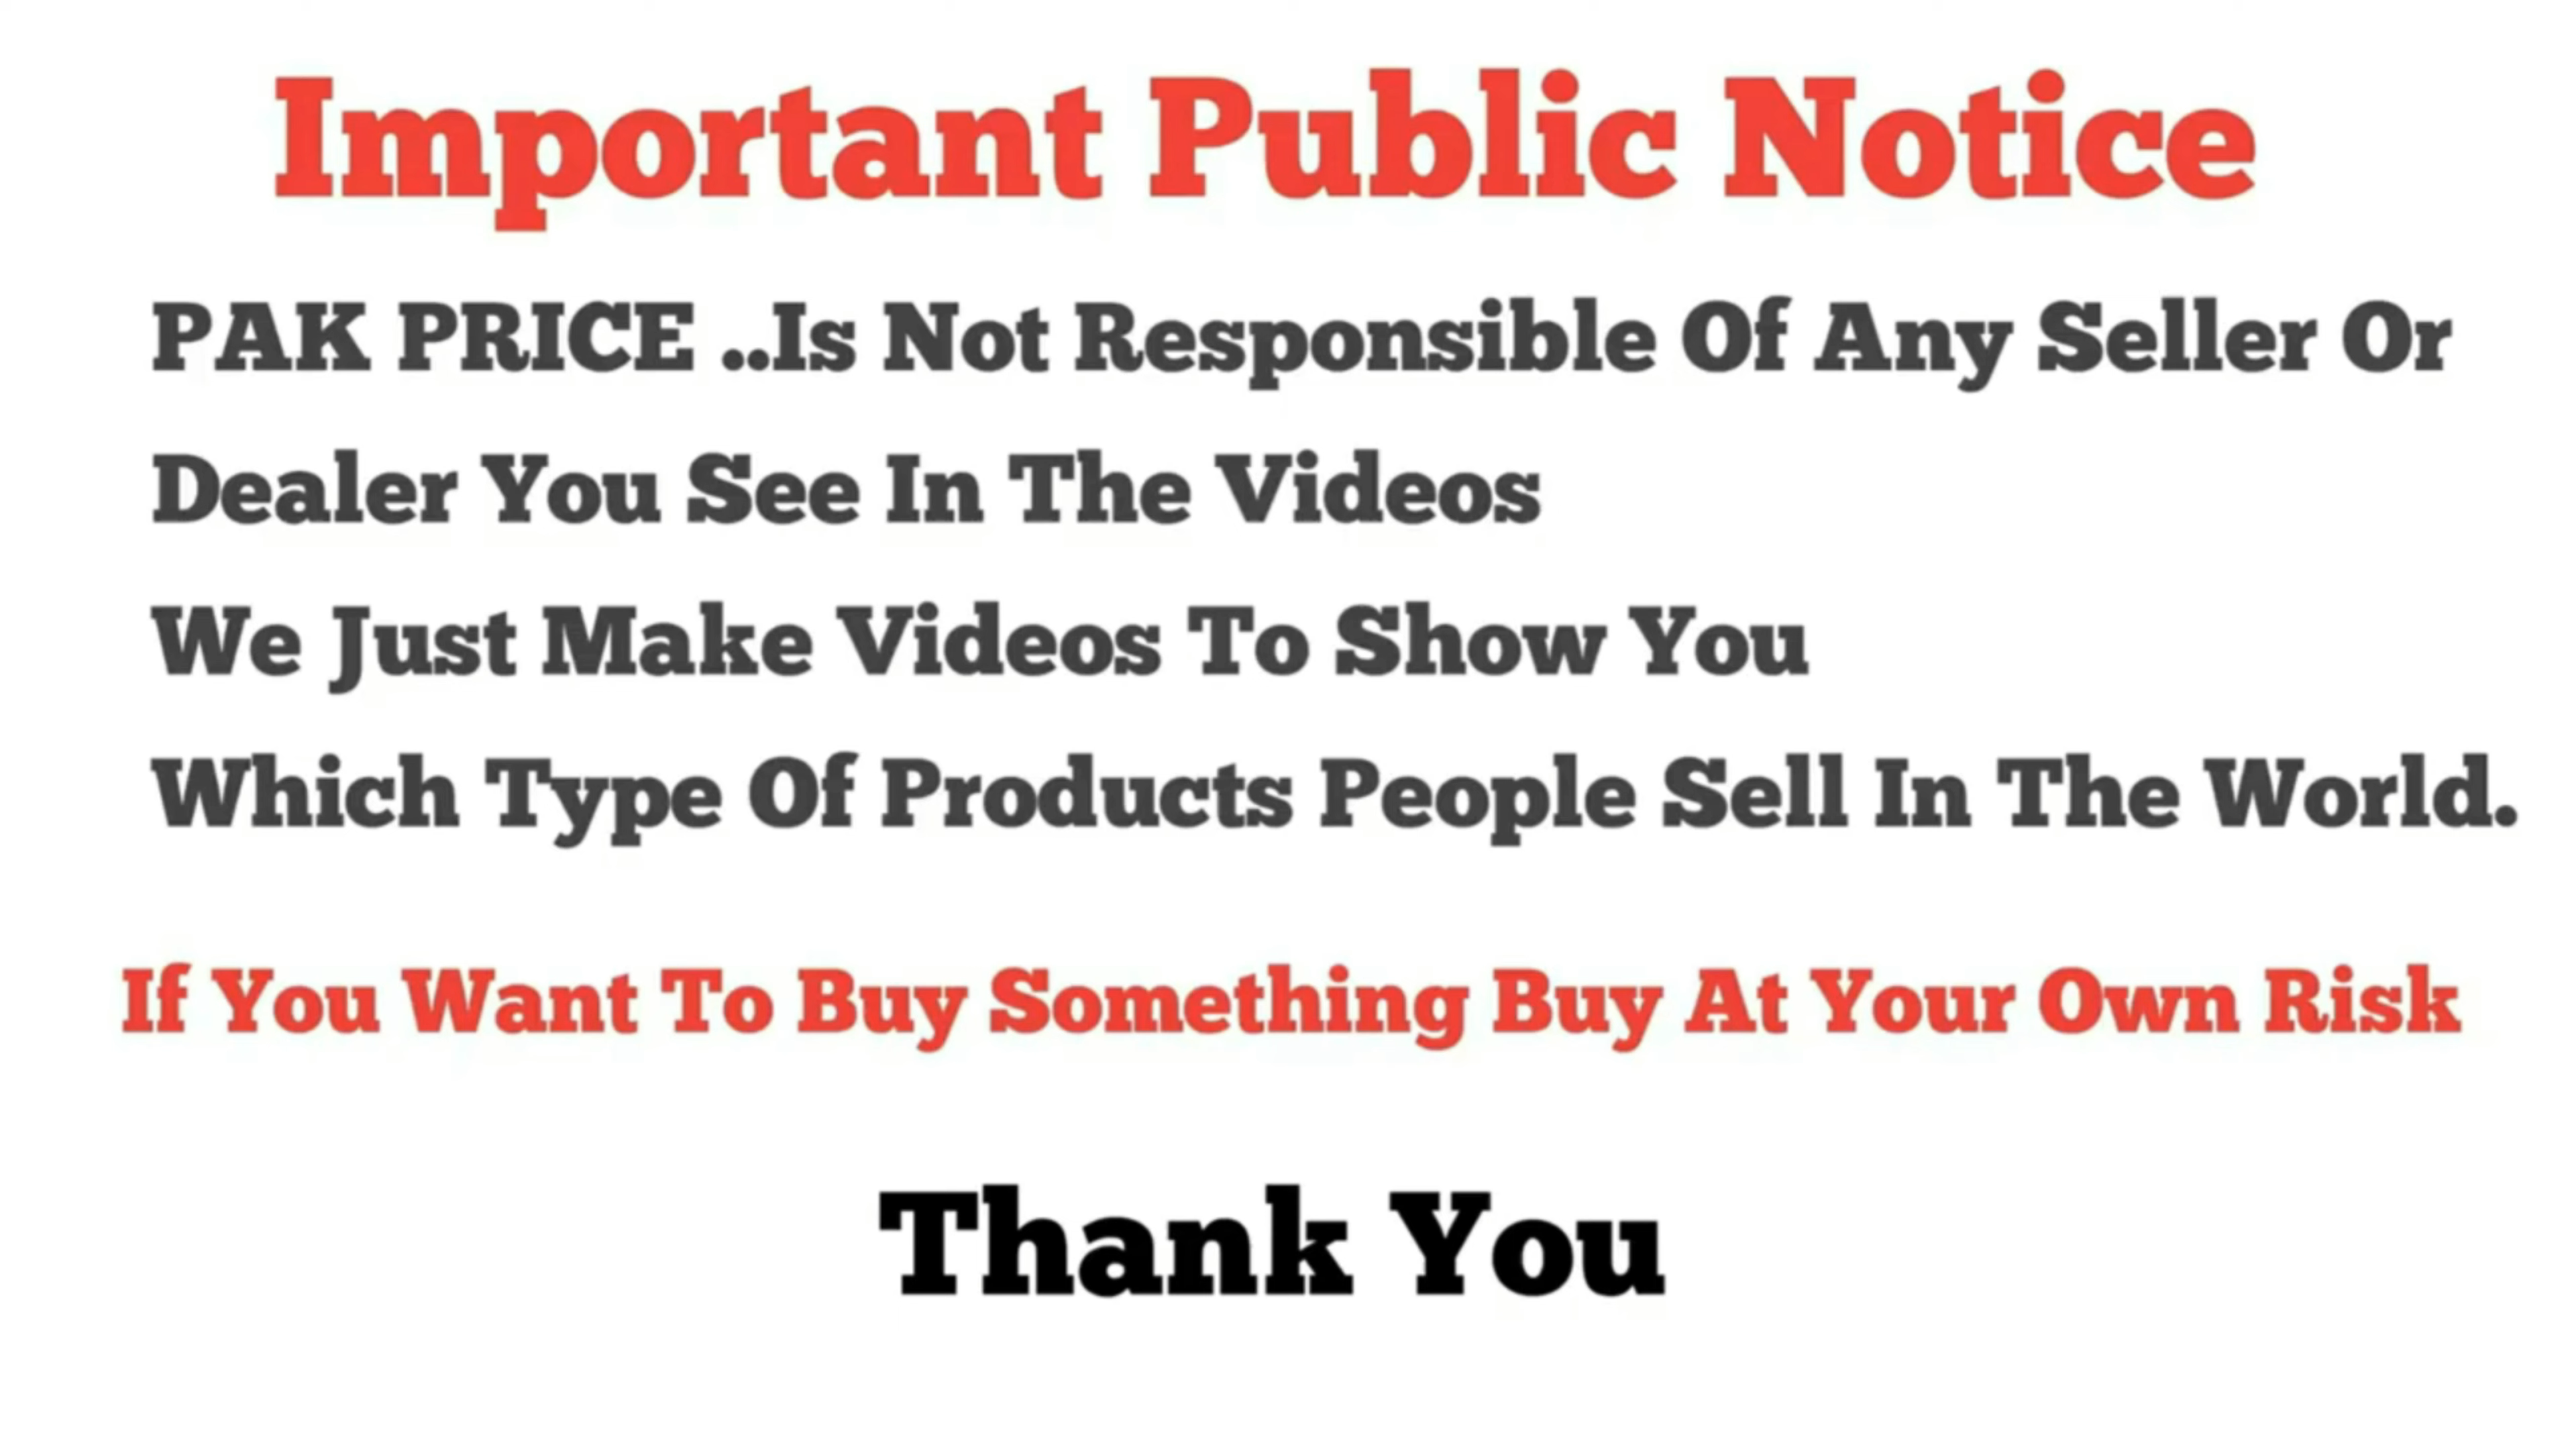 Important Public Notice
PAK PRICE ..Is Not Responsible Of Any Seller Or
Dealer You See In The Videos
We Just Make Videos To Show You
Which Type Of Products People Sell In The World.
If You Want To Buy Something Buy At Your Own Risk
Thank You